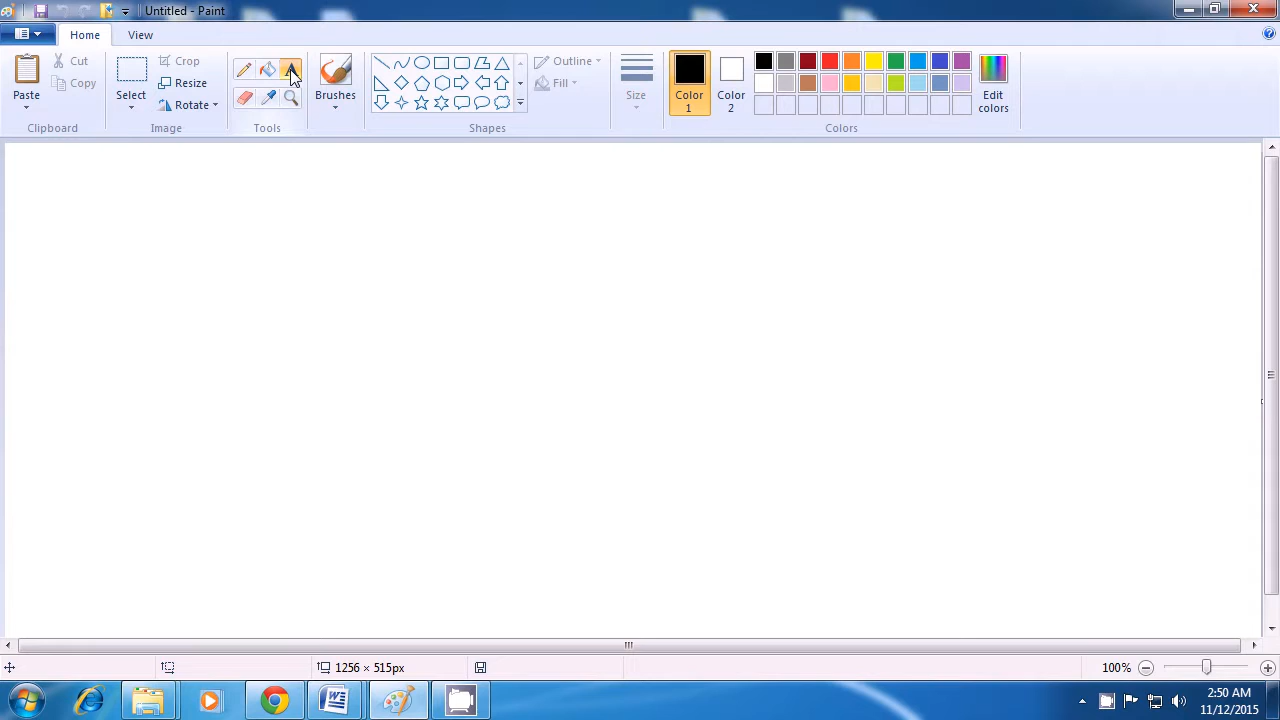 Untitled - Paint
Home View
Paste
Cut
Copy
Clipboard
Select
Crop
Resize
Rotate
Image
A
Tools
Brushes
Shapes
Outline
Fill
Size
Color 1
Color 2
Edit colors
Colors
1256 × 515px
100%
2:50 AM
11/12/2015